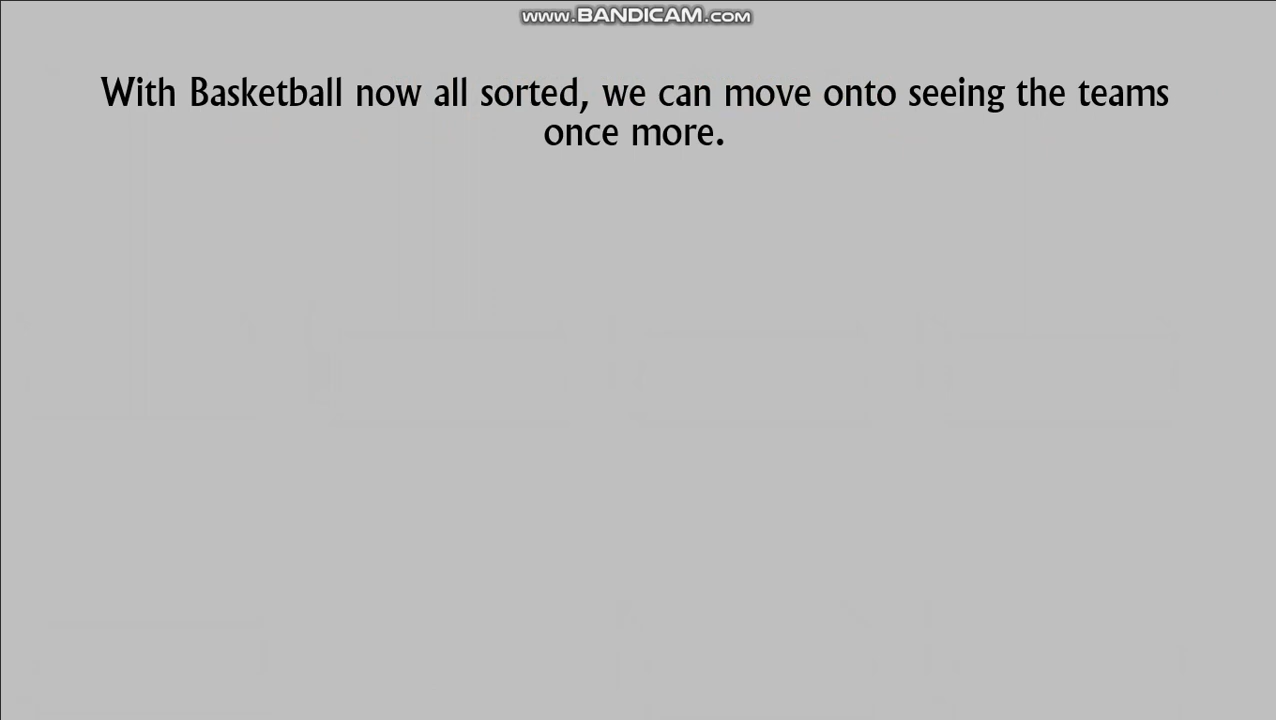 www.BANDICAM.com
With Basketball now all sorted, we can move onto seeing the teams
once more.